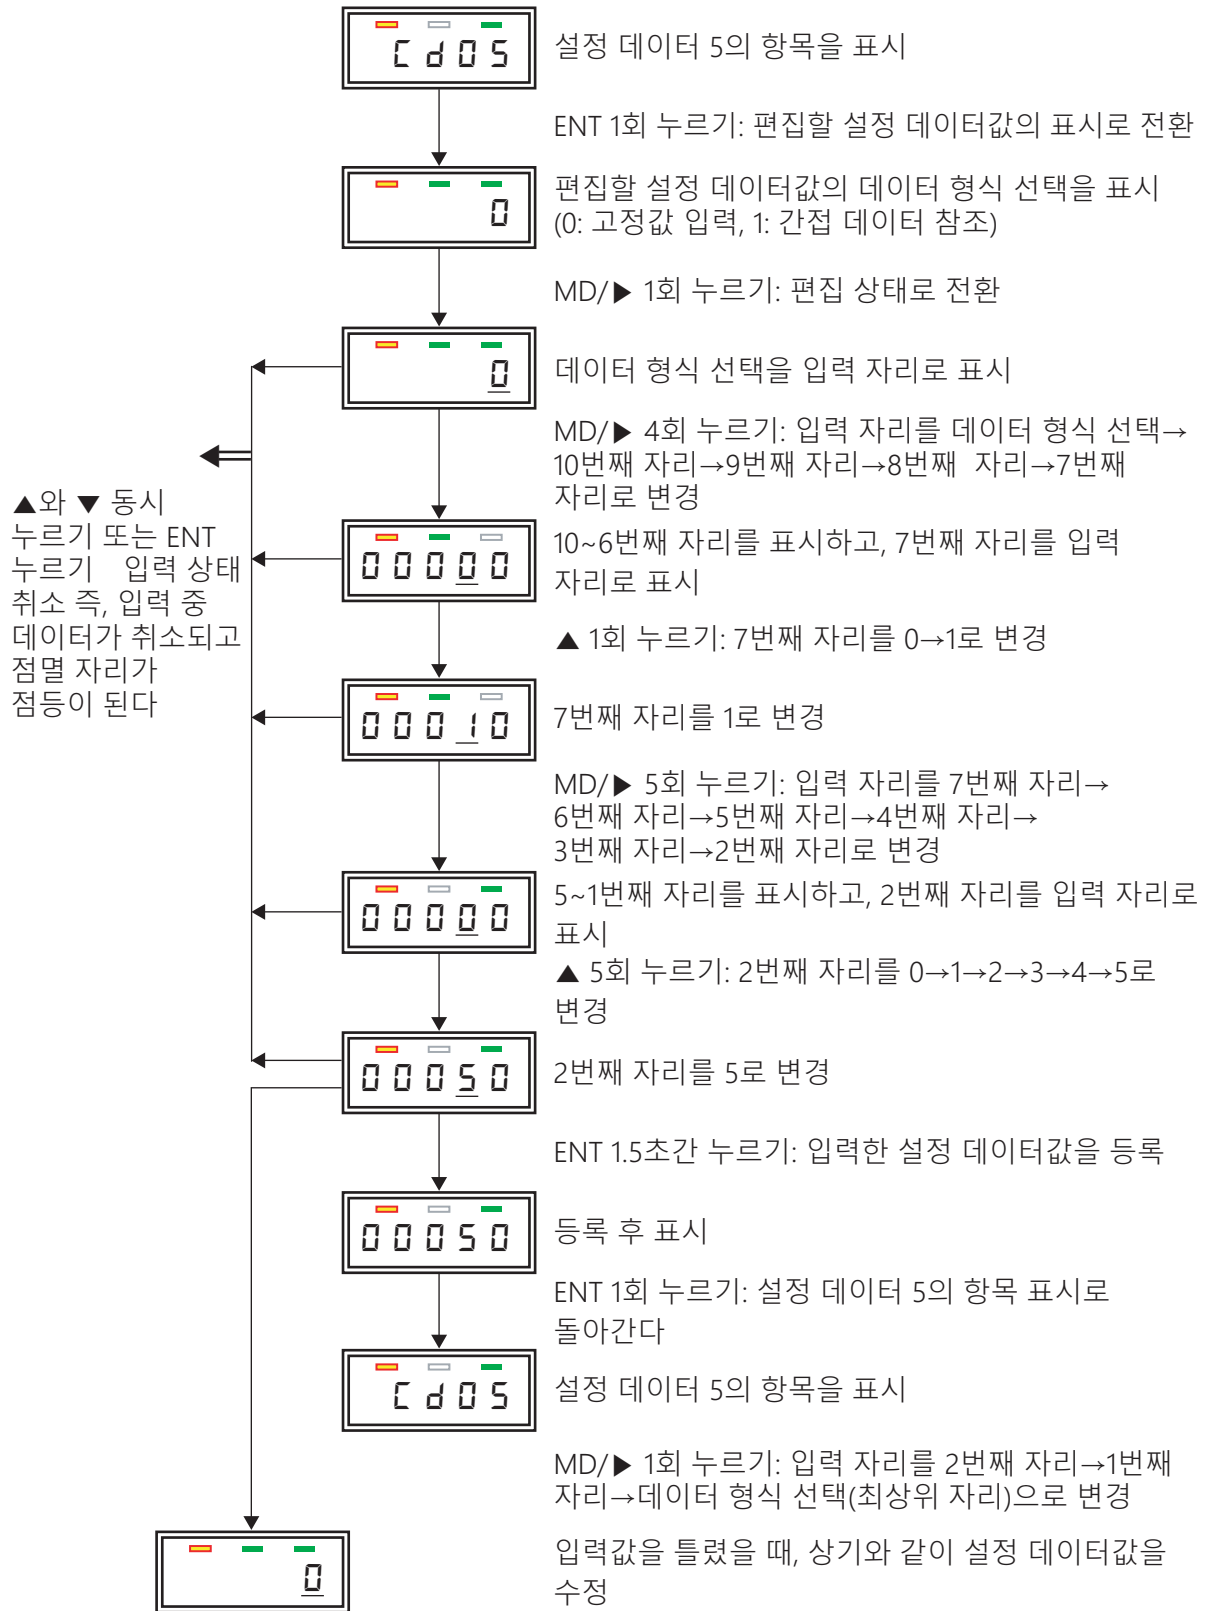 Cd05
설정 데이터 5의 항목을 표시
ENT 1회 누르기: 편집할 설정 데이터값의 표시로 전환
0
편집할 설정 데이터값의 데이터 형식 선택을 표시
(0: 고정값 입력, 1: 간접 데이터 참조)
MD/▶ 1회 누르기: 편집 상태로 전환
0
데이터 형식 선택을 입력 자리로 표시
MD/▶ 4회 누르기: 입력 자리를 데이터 형식 선택→
10번째 자리→9번째 자리→8번째 자리→7번째
자리로 변경
▲와 ▼ 동시
누르기 또는 ENT
누르기 입력 상태
취소 즉, 입력 중
데이터가 취소되고
점멸 자리가
점등이 된다
00000
10~6번째 자리를 표시하고, 7번째 자리를 입력
자리로 표시
▲ 1회 누르기: 7번째 자리를 0→1로 변경
00010
7번째 자리를 1로 변경
MD/▶ 5회 누르기: 입력 자리를 7번째 자리→
6번째 자리→5번째 자리→4번째 자리→
3번째 자리→2번째 자리로 변경
00000
5~1번째 자리를 표시하고, 2번째 자리를 입력 자리로
표시
▲ 5회 누르기: 2번째 자리를 0→1→2→3→4→5로
변경
00050
2번째 자리를 5로 변경
ENT 1.5초간 누르기: 입력한 설정 데이터값을 등록
00050
등록 후 표시
ENT 1회 누르기: 설정 데이터 5의 항목 표시로
돌아간다
Cd05
설정 데이터 5의 항목을 표시
MD/▶ 1회 누르기: 입력 자리를 2번째 자리→1번째
자리→데이터 형식 선택(최상위 자리)으로 변경
0
입력값을 틀렸을 때, 상기와 같이 설정 데이터값을
수정